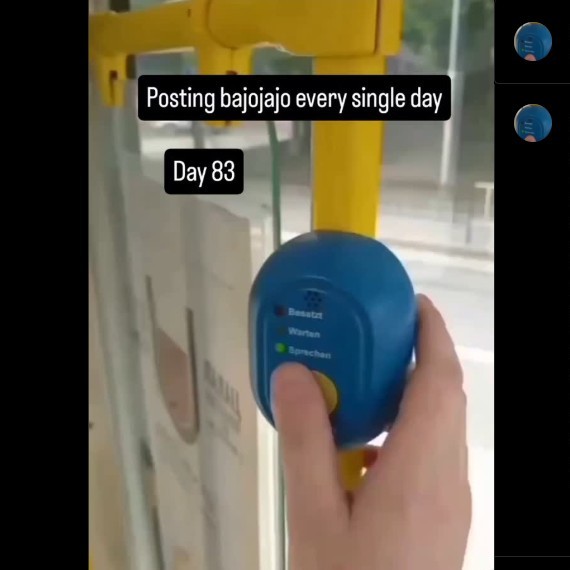 Posting bajojajo every single day
Day 83
Besetzt
Warten
Sprechen